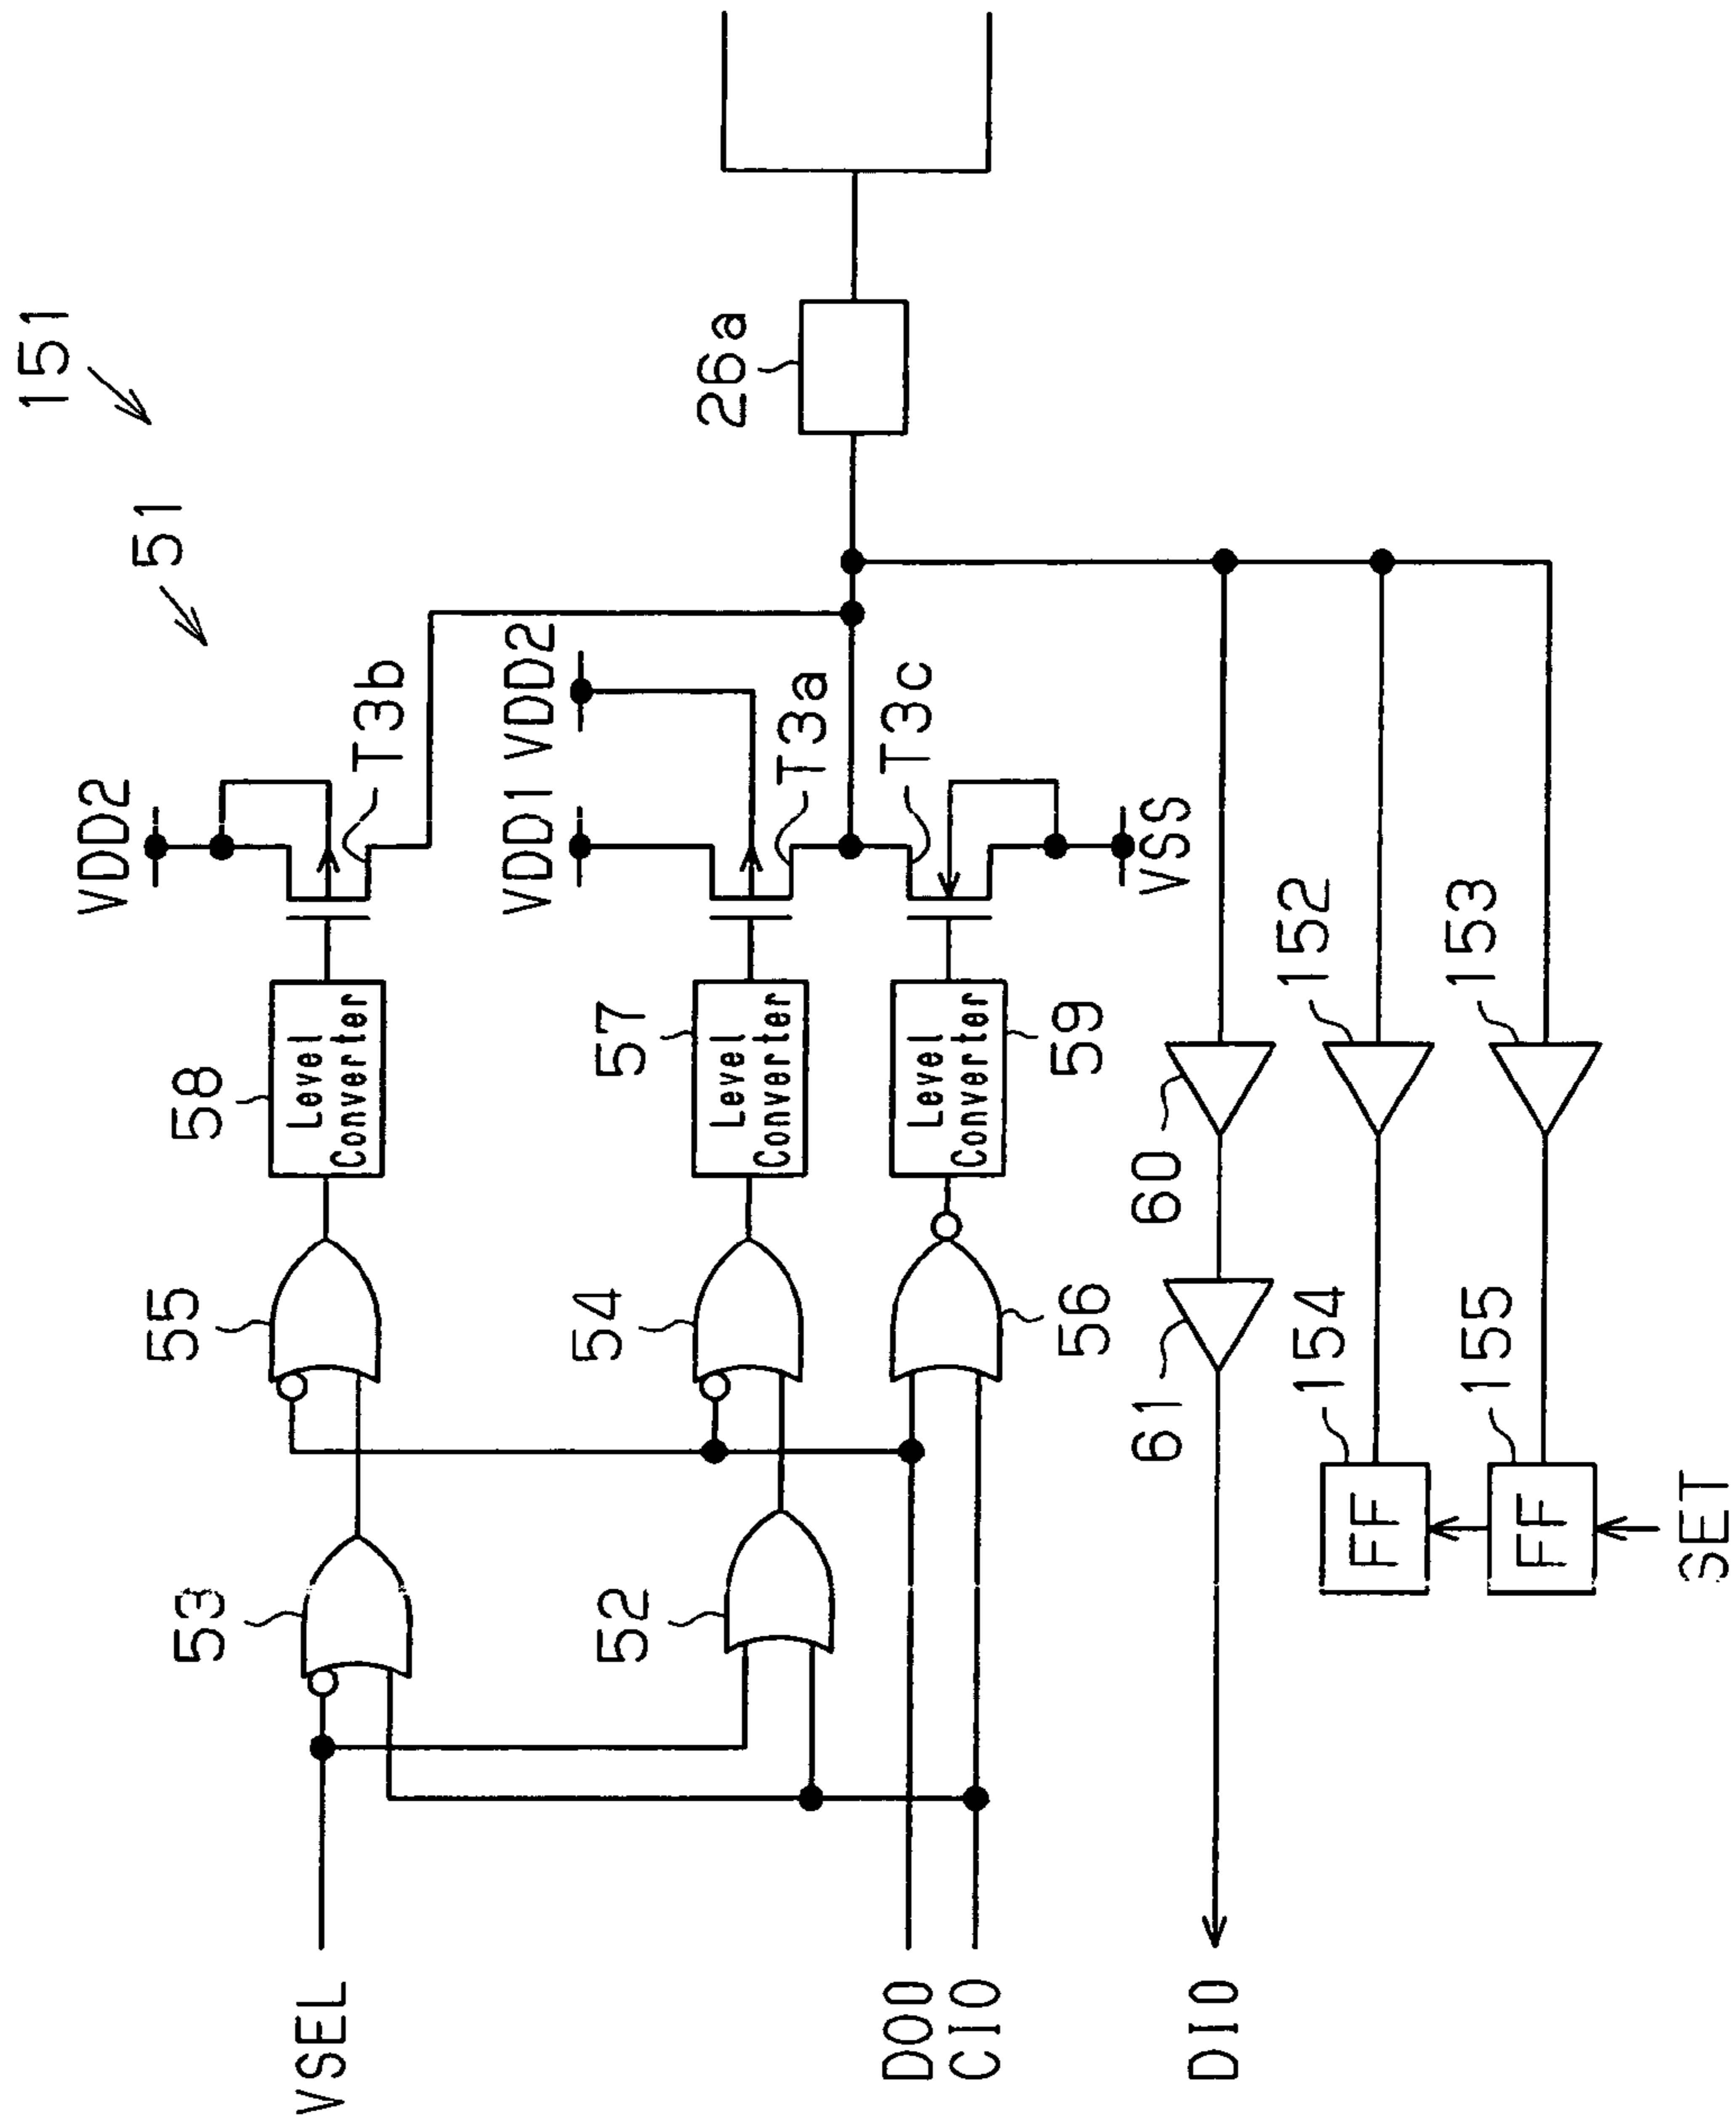 151
51
VDD2
T3b
58
Level
Converter
55
53
VSEL
VDD1 VDD2
T3a
57
Level
Converter
54
52
26a
T3c
VSS
59
Level
Converter
56
DO0
CI0
60
61
DI0
152
154
FF
153
155
FF
SET